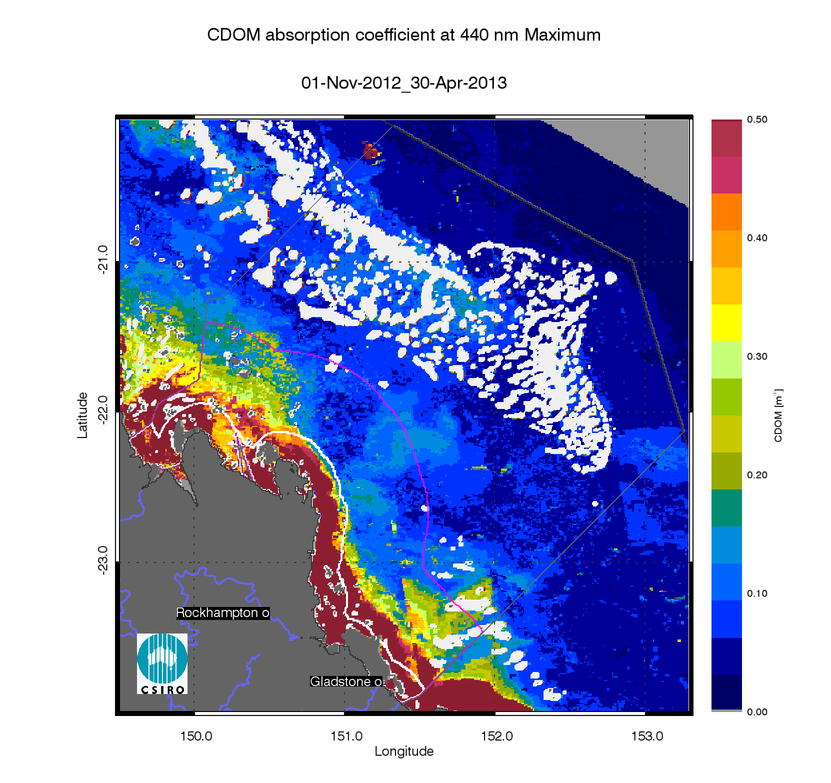 CDOM absorption coefficient at 440 nm Maximum
01-Nov-2012_30-Apr-2013
0.50
0.40
0.30
0.20
0.10
0.00
CDOM [m⁻¹]
-21.0
-22.0
-23.0
Latitude
Rockhampton o
Gladstone o
CSIRO
150.0 151.0 152.0 153.0
Longitude